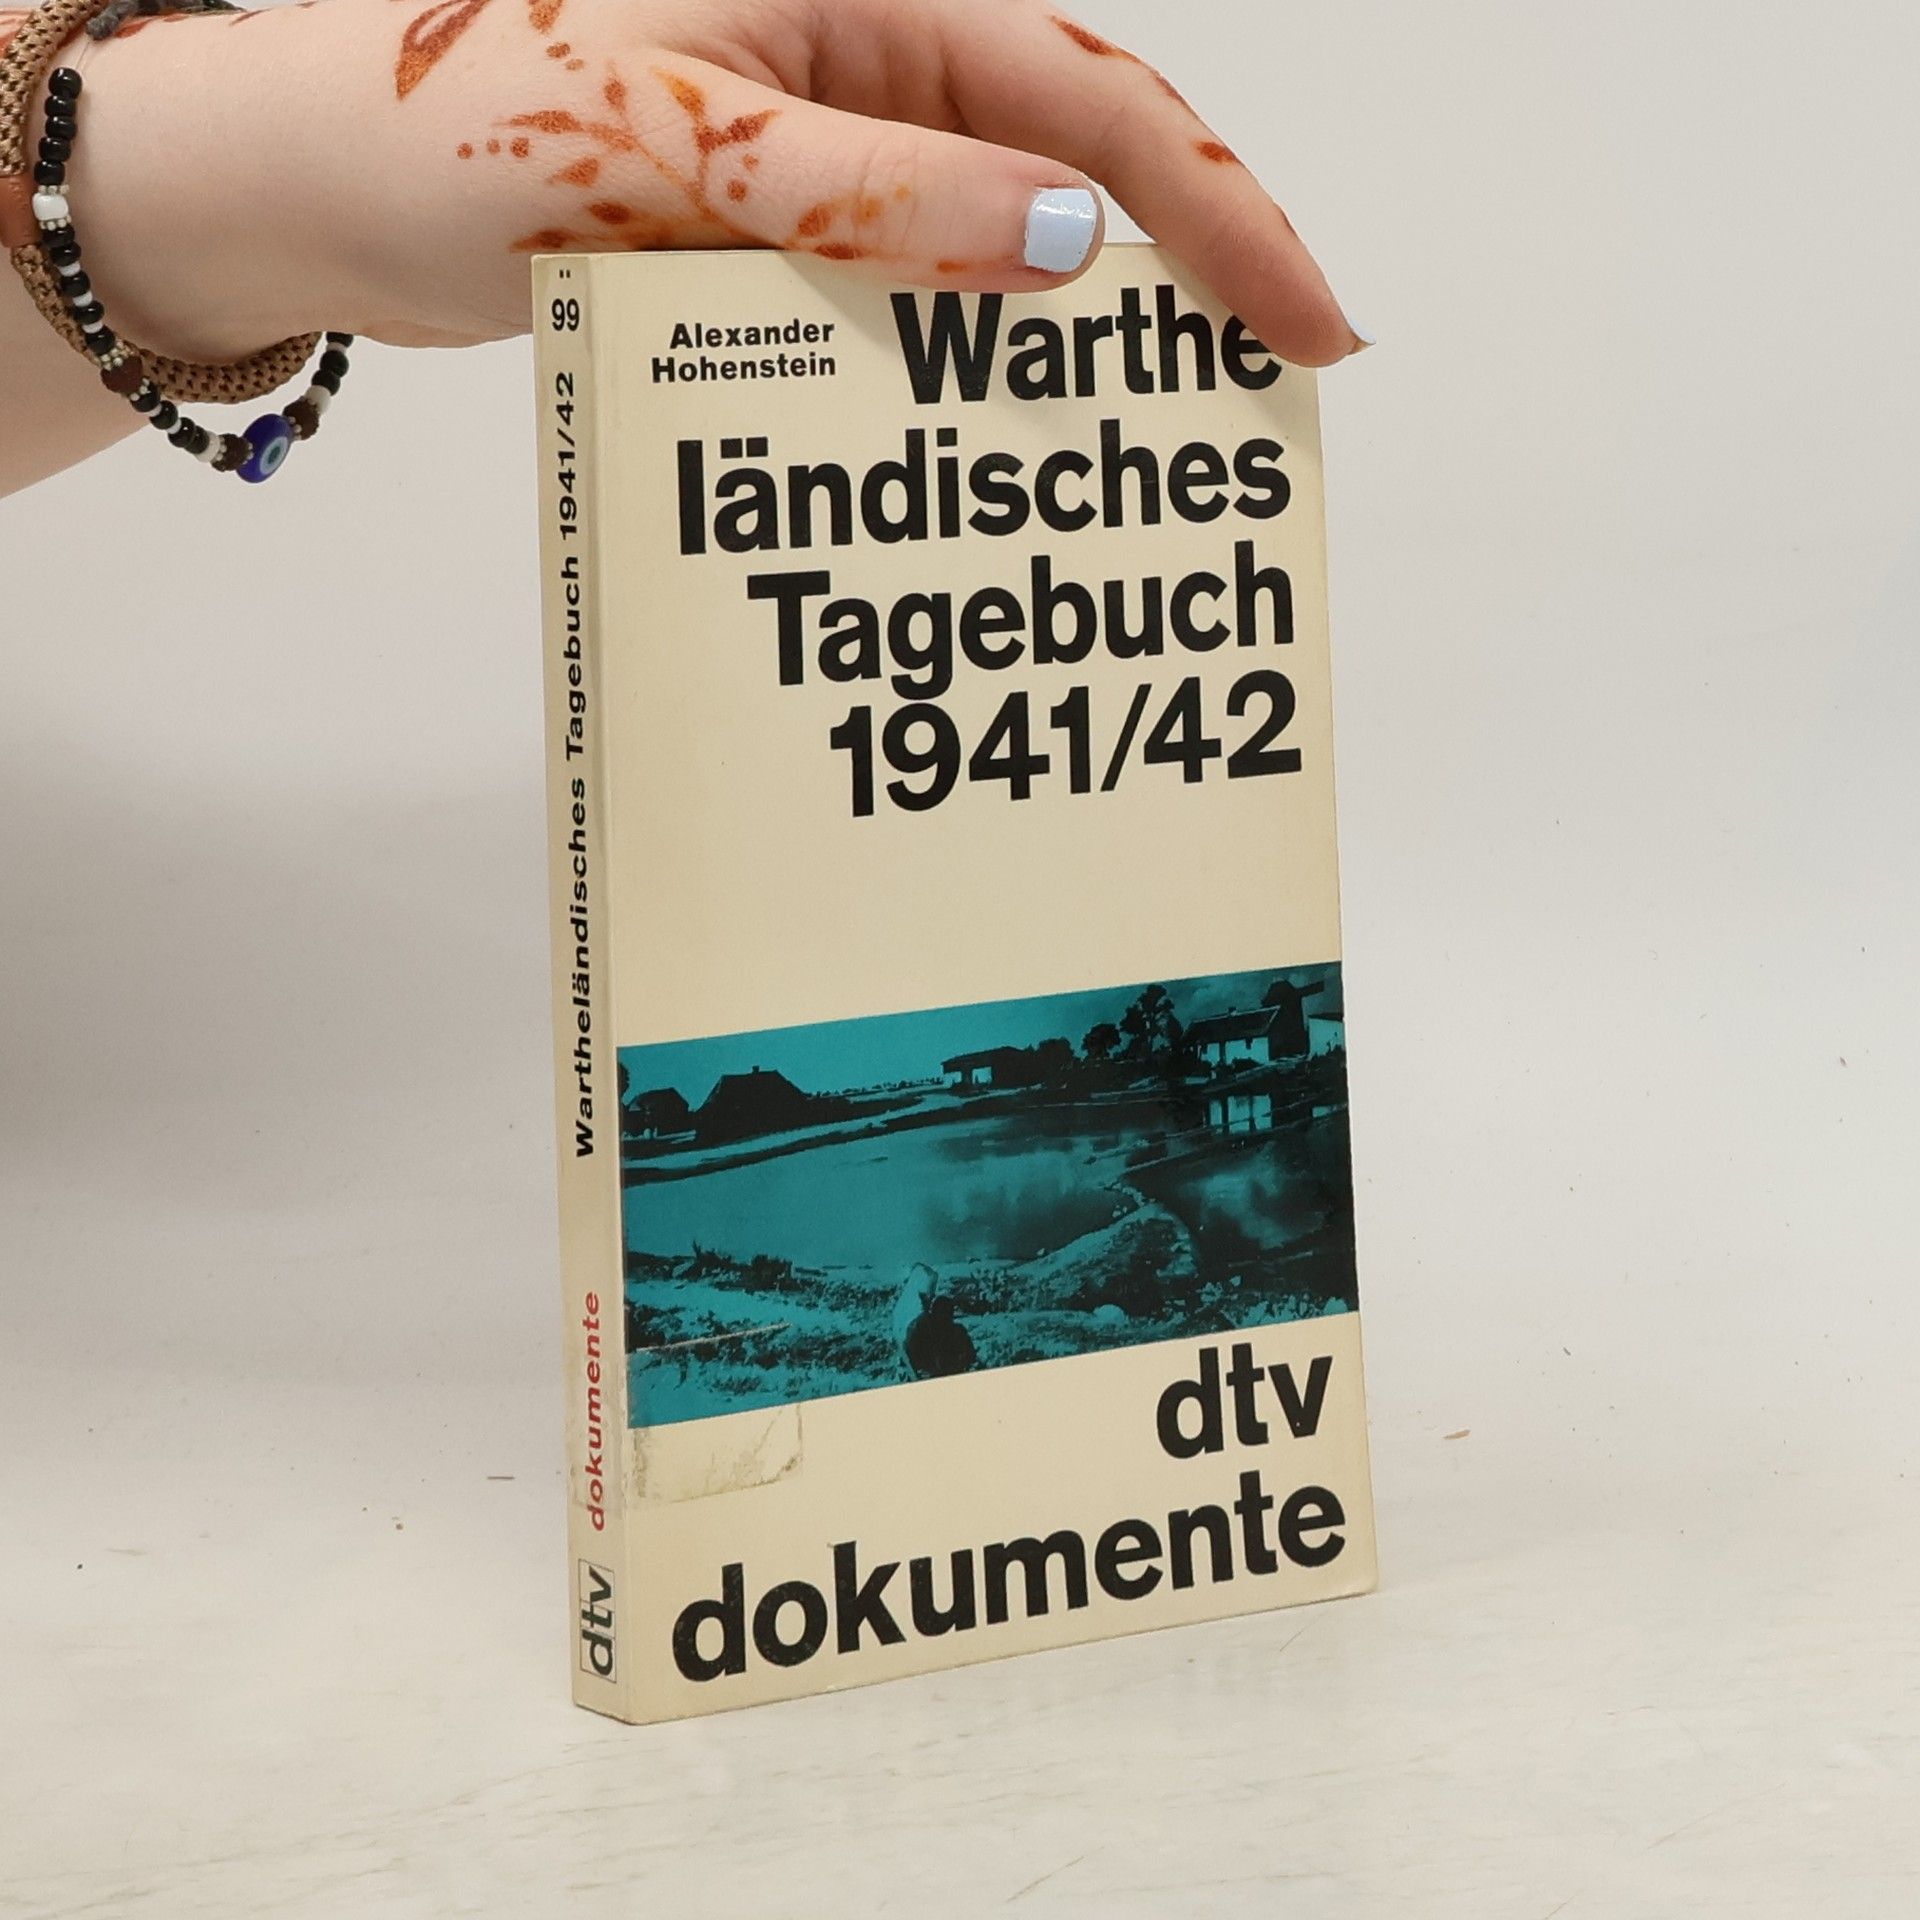 99
Wartheländisches Tagebuch 1941/42
dokumente
dtv
Alexander
Hohenstein
Warthe
ländisches
Tagebuch
1941/42
dtv
dokumente